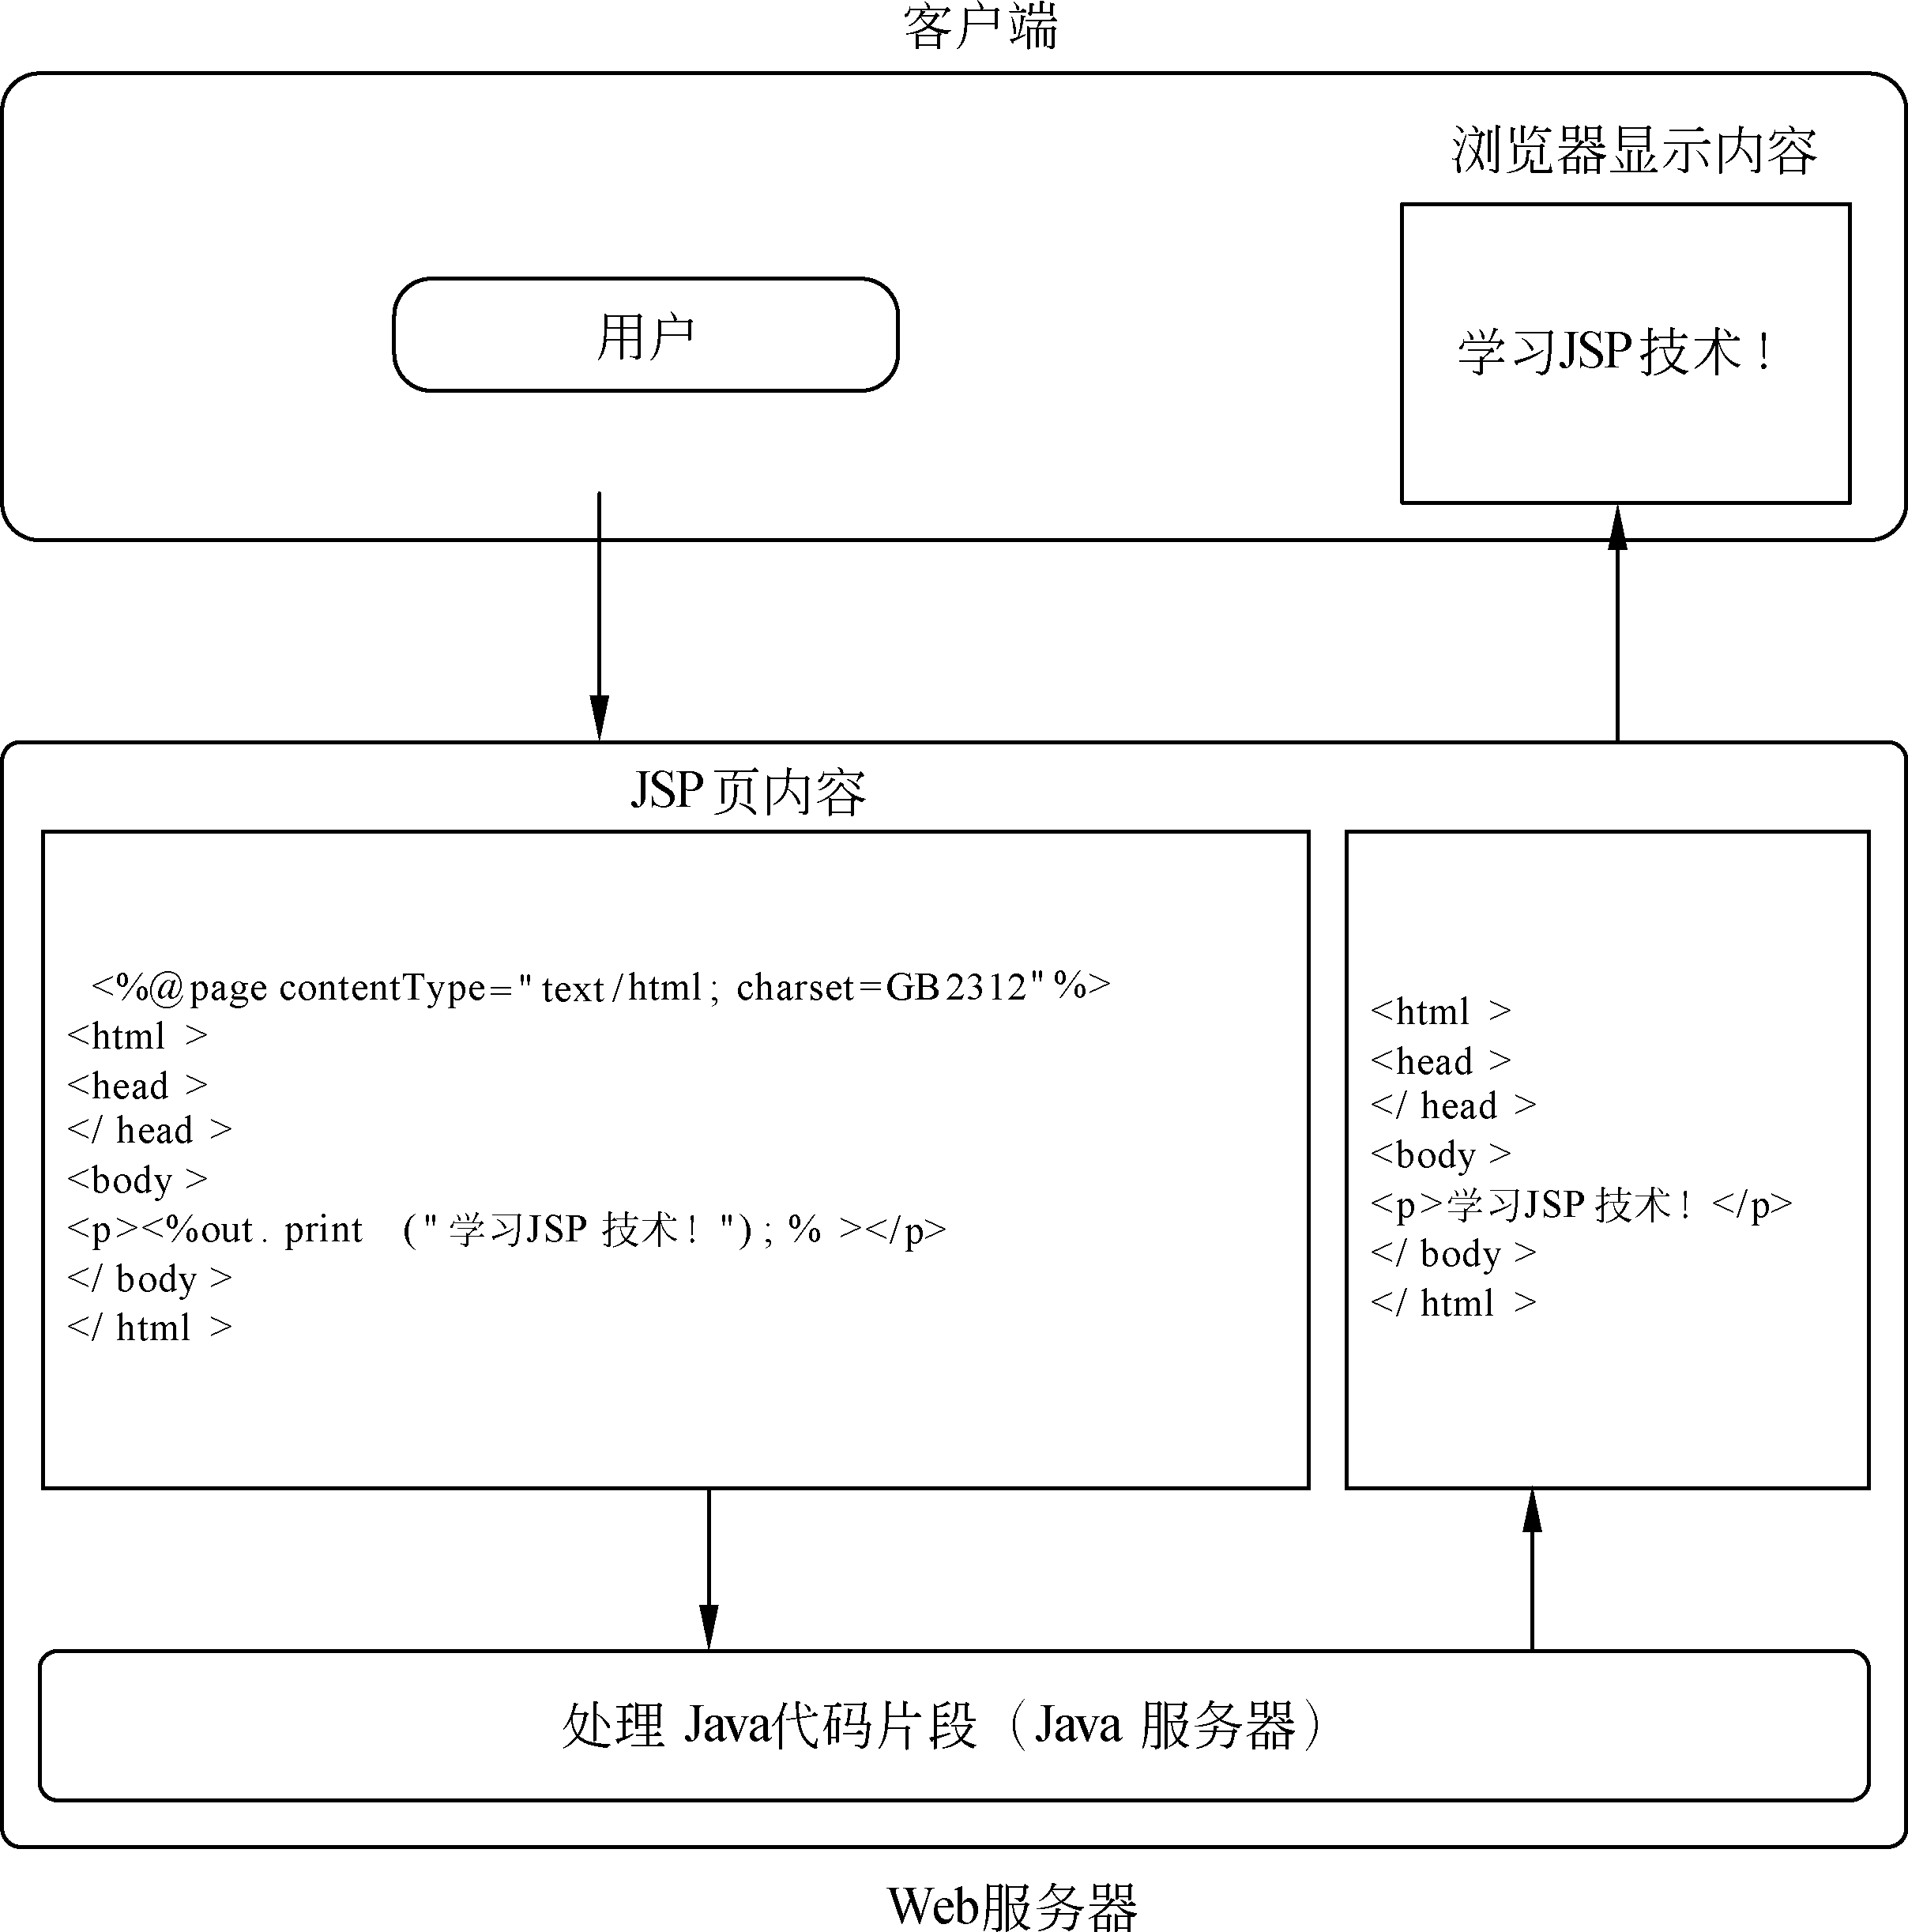 客户端
浏览器显示内容
用户
学习JSP技术！
JSP页内容
<%@page contentType="text/html; charset=GB2312"%>
<html >
<head >
</ head >
<body >
<p><%out. print ("学习JSP 技术！"); % ></p>
</ body >
</ html >
<html >
<head >
</ head >
<body >
<p>学习JSP 技术！</p>
</ body >
</ html >
处理 Java代码片段（Java 服务器）
Web服务器